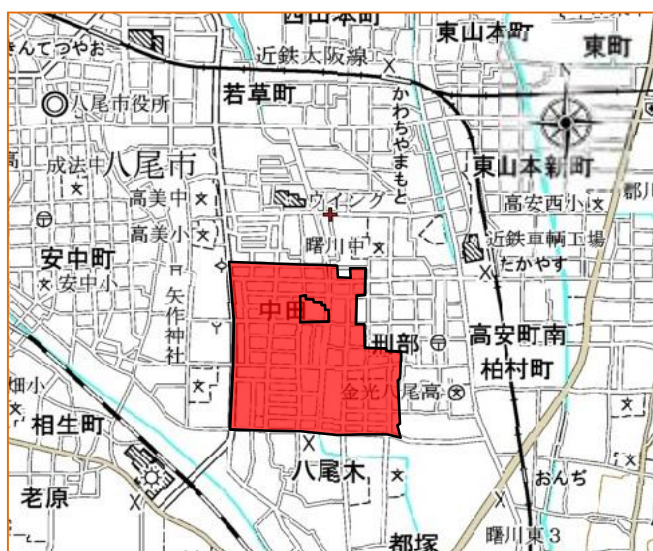 西山本町
東山本町
東町
きんてつやお
近鉄大阪線
若草町
かわちやまもと
N
八尾市役所
成法中
八尾市
東山本新町
高美中
ウイング
高安西小
郡川
高美小
曙川中
近鉄車輌工場
安中町
たかやす
安中小
矢作神社
中田
刑部
高安町南
畑小
金光八尾高
柏村町
相生町
八尾木
おんぢ
老原
都塚
曙川東3